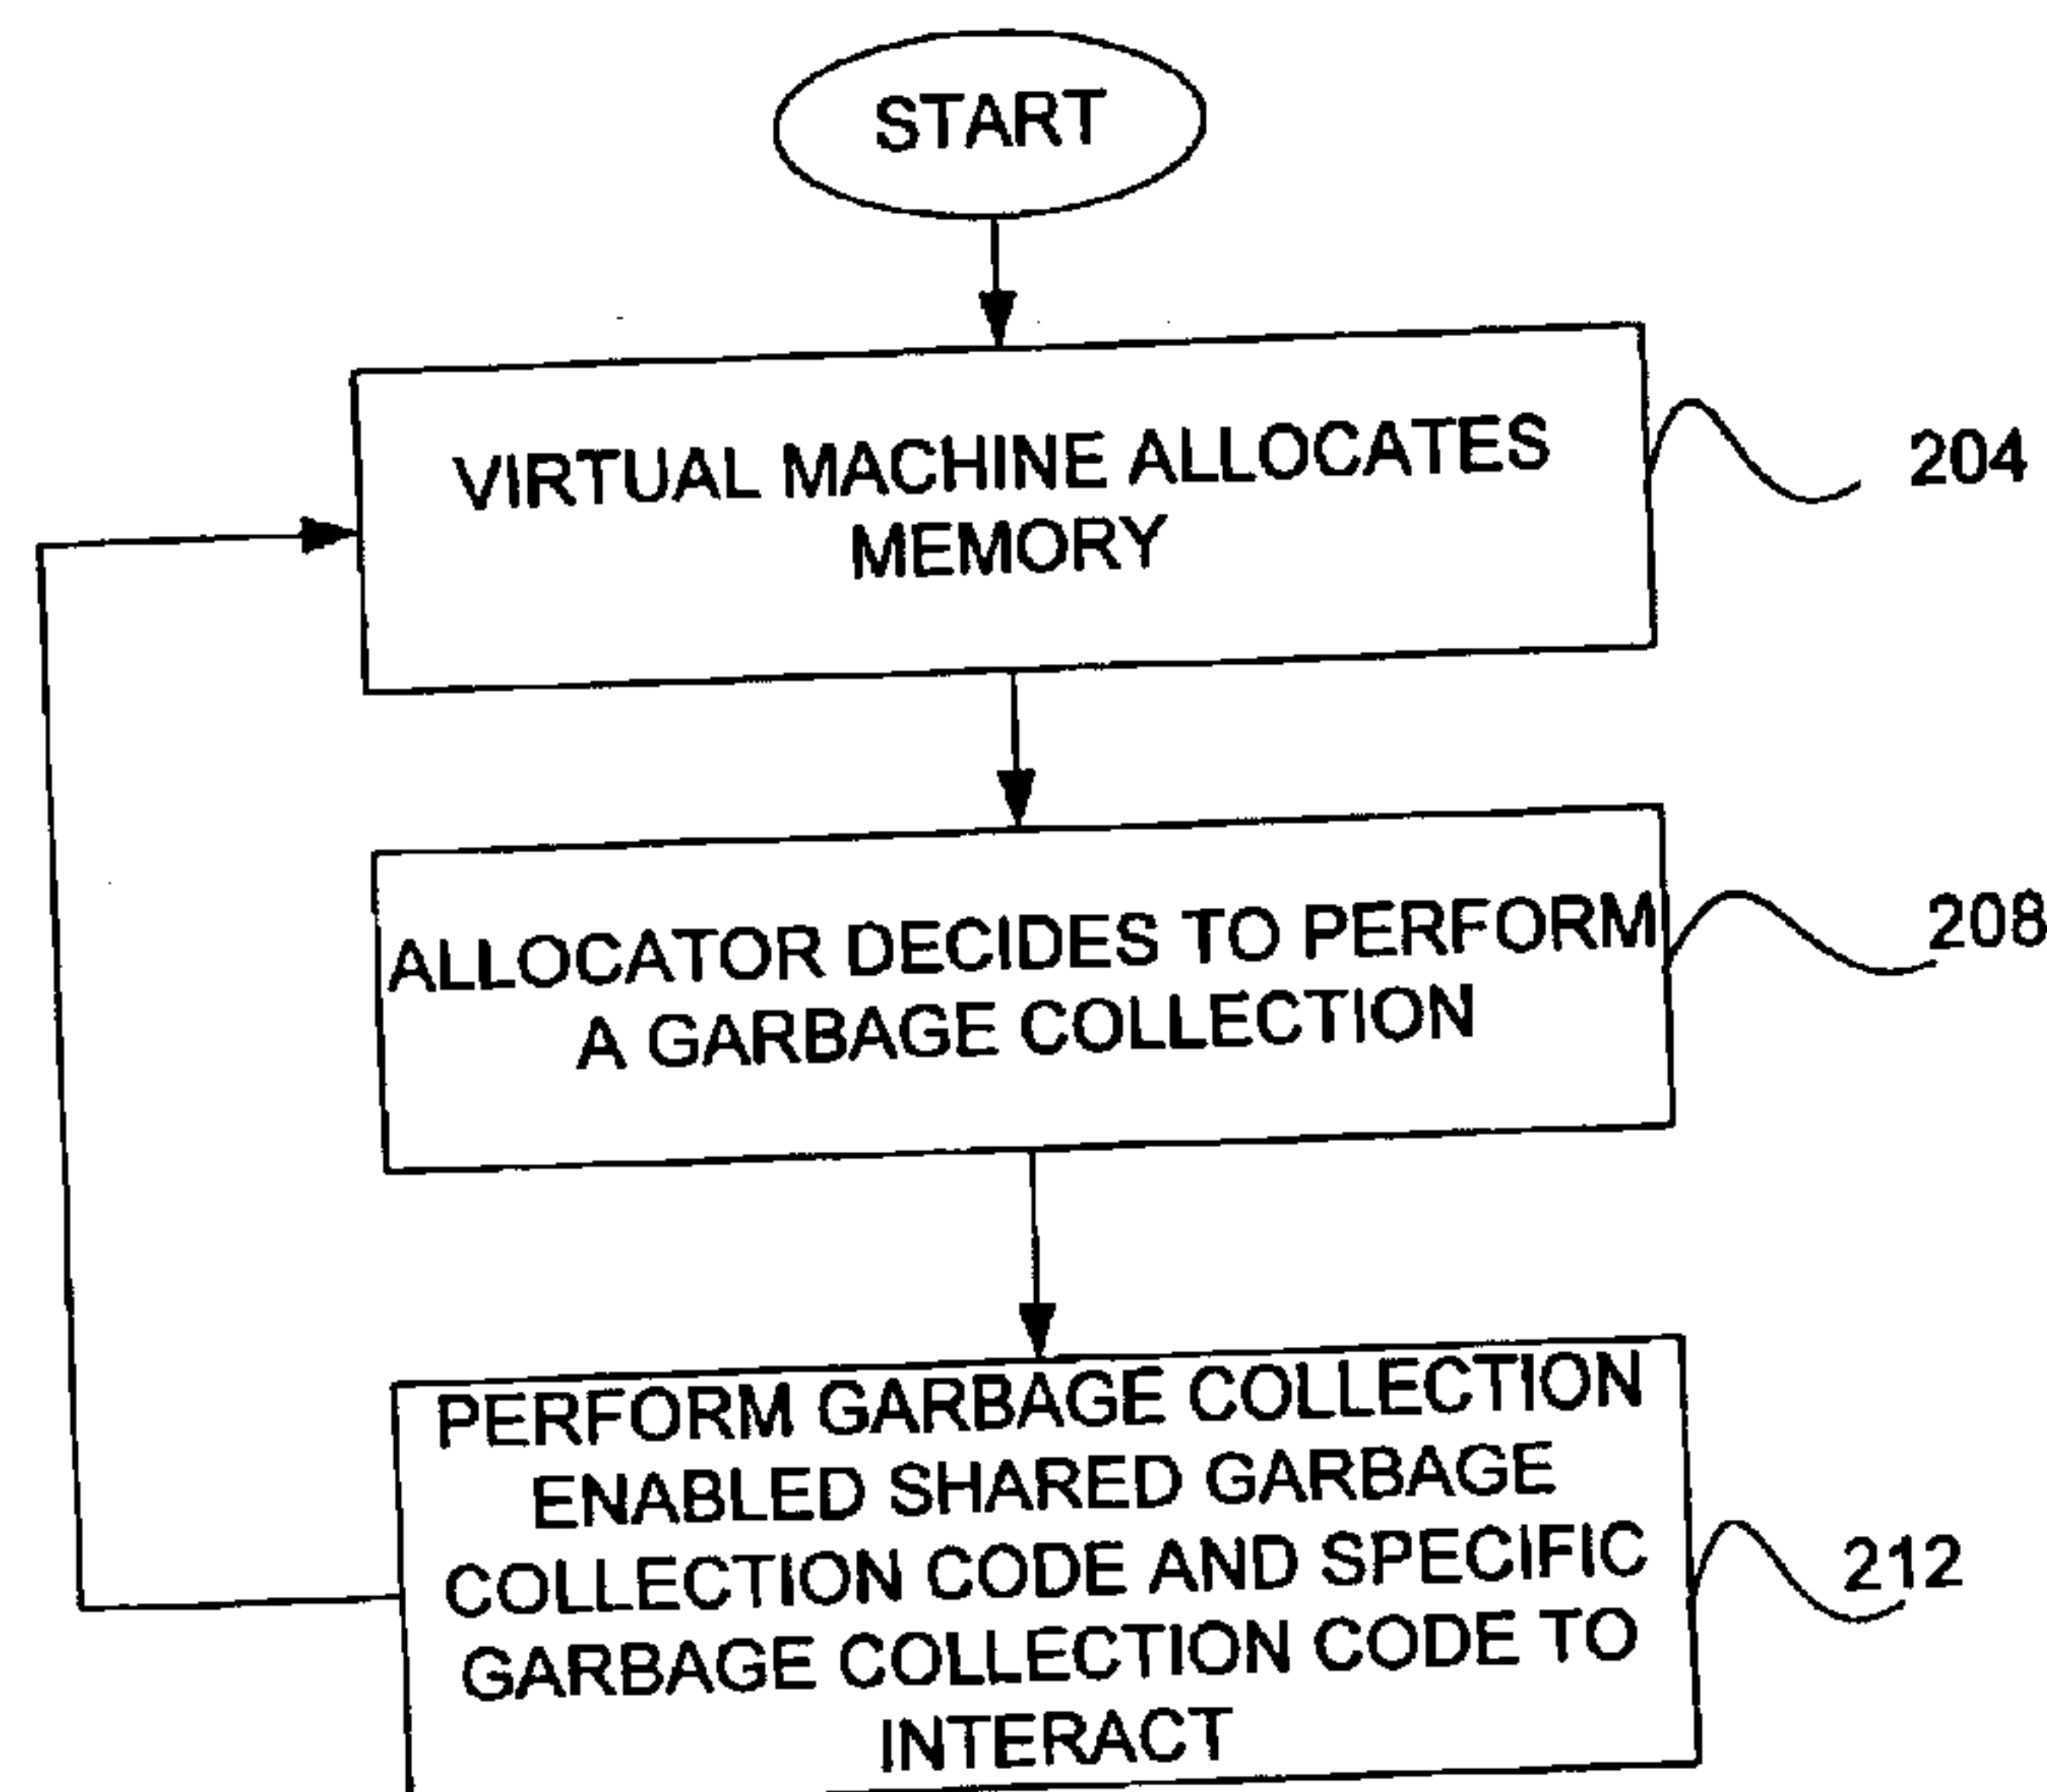 START
VIRTUAL MACHINE ALLOCATES
MEMORY
204
ALLOCATOR DECIDES TO PERFORM
A GARBAGE COLLECTION
208
PERFORM GARBAGE COLLECTION
ENABLED SHARED GARBAGE
COLLECTION CODE AND SPECIFIC
GARBAGE COLLECTION CODE TO
INTERACT
212